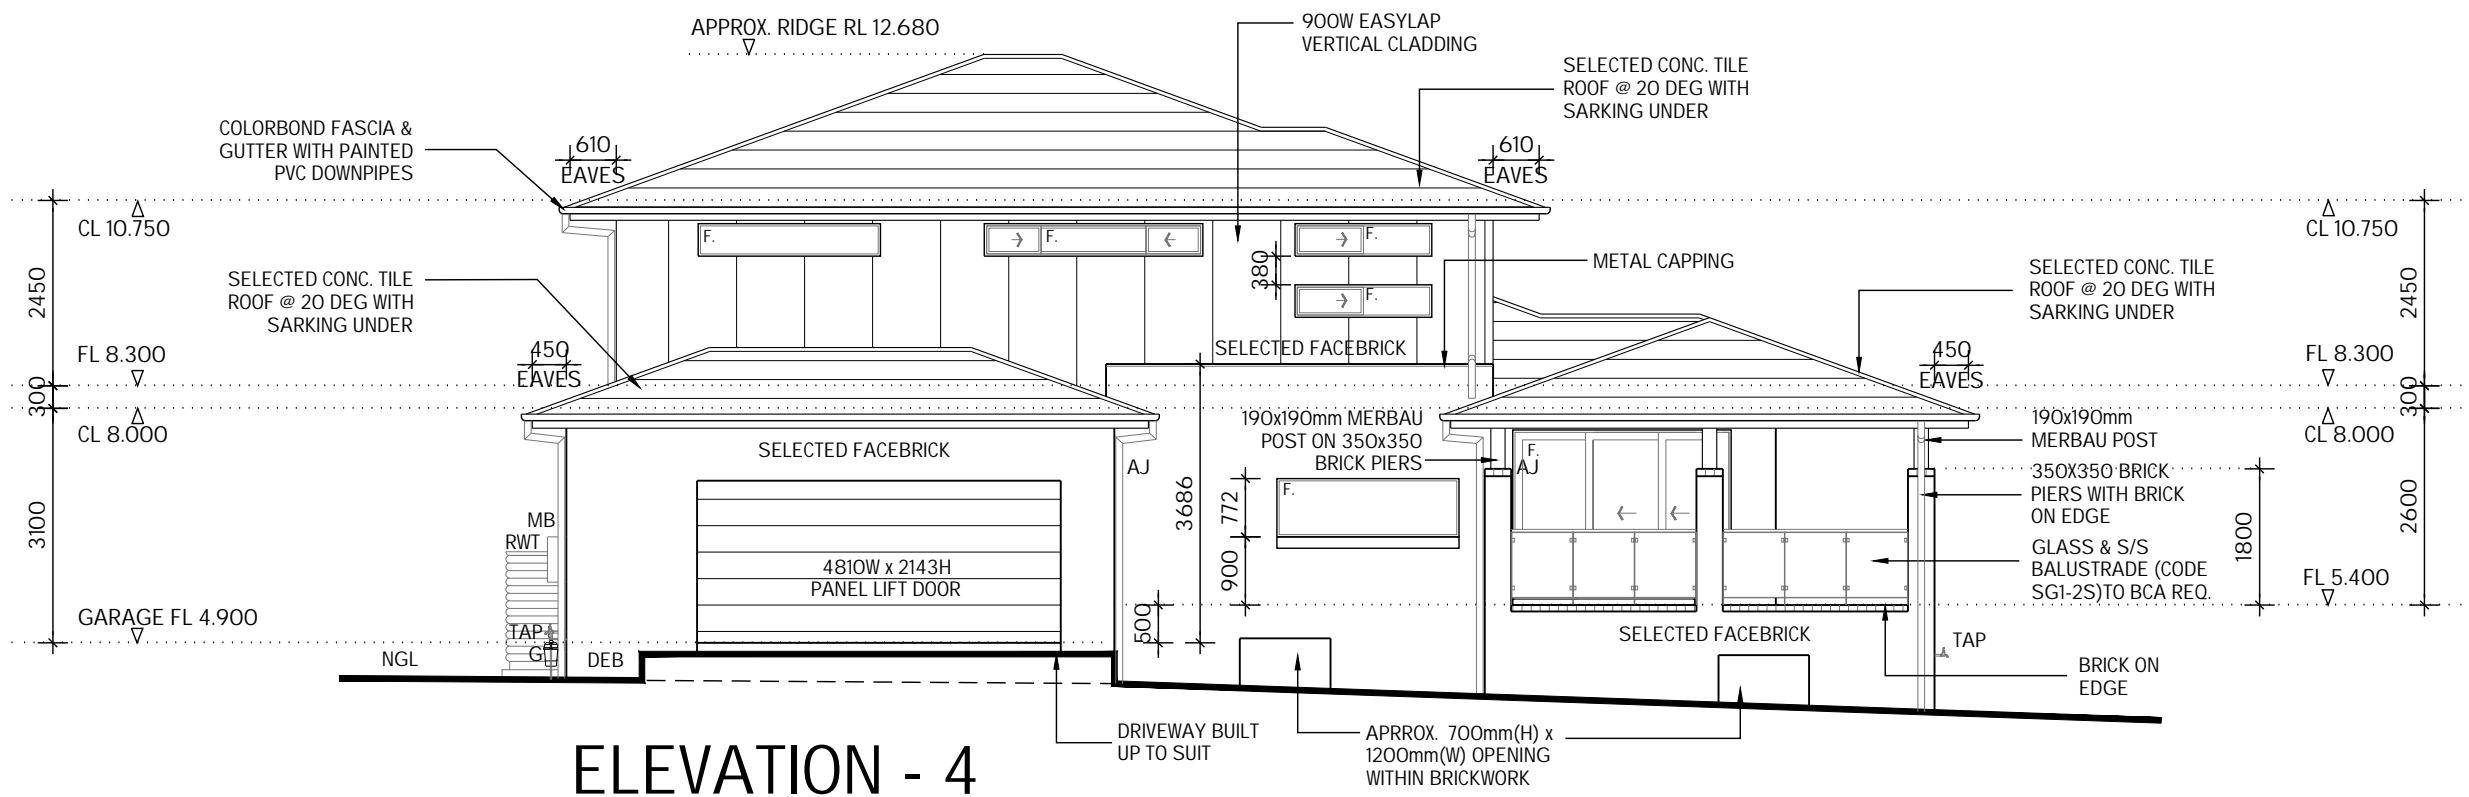 APPROX. RIDGE RL 12.680
900W EASYLAP
VERTICAL CLADDING
SELECTED CONC. TILE
ROOF @ 20 DEG WITH
SARKING UNDER
COLORBOND FASCIA &
GUTTER WITH PAINTED
PVC DOWNPIPES
610
EAVES
610
EAVES
CL 10.750
CL 10.750
F.
F.
F.
F.
380
METAL CAPPING
SELECTED CONC. TILE
ROOF @ 20 DEG WITH
SARKING UNDER
SELECTED CONC. TILE
ROOF @ 20 DEG WITH
SARKING UNDER
2450
2450
FL 8.300
FL 8.300
450
EAVES
450
EAVES
SELECTED FACEBRICK
300
300
CL 8.000
CL 8.000
190x190mm MERBAU
POST ON 350x350
BRICK PIERS
190x190mm
MERBAU POST
SELECTED FACEBRICK
AJ
F.
AJ
350X350 BRICK
PIERS WITH BRICK
ON EDGE
3100
3686
772
F.
900
500
1800
2600
MB
RWT
4810W x 2143H
PANEL LIFT DOOR
GLASS & S/S
BALUSTRADE (CODE
SG1-2S)TO BCA REQ.
FL 5.400
GARAGE FL 4.900
TAP
G
SELECTED FACEBRICK
TAP
NGL
DEB
BRICK ON
EDGE
DRIVEWAY BUILT
UP TO SUIT
APRROX. 700mm(H) x
1200mm(W) OPENING
WITHIN BRICKWORK
ELEVATION - 4